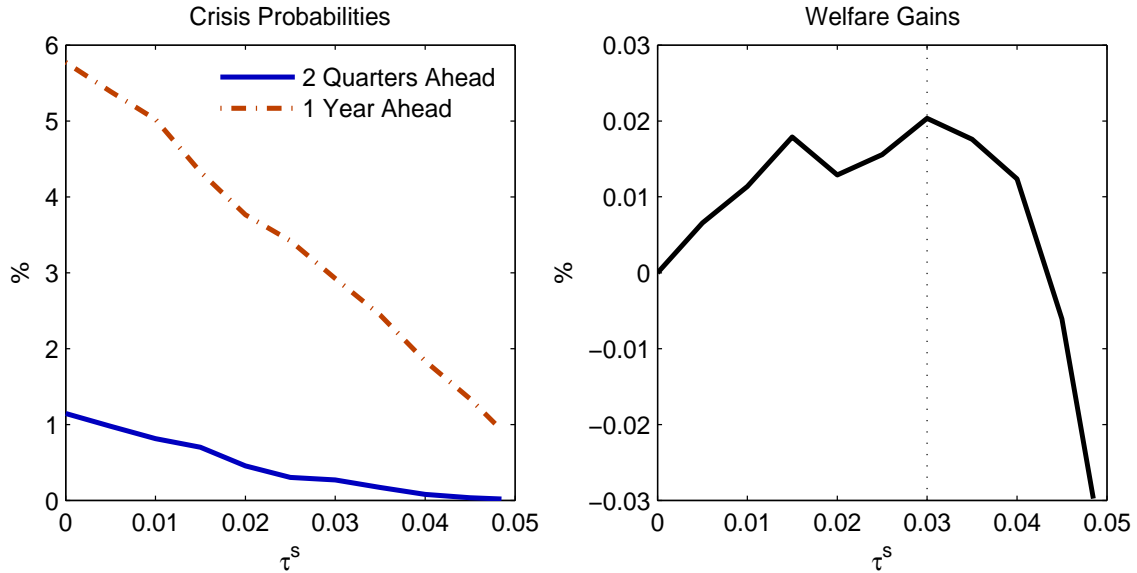 Crisis Probabilities
6
5
4
3
2
1
0
%
2 Quarters Ahead
1 Year Ahead
0 0.01 0.02 0.03 0.04 0.05
τˢ
Welfare Gains
0.03
0.02
0.01
0
−0.01
−0.02
−0.03
%
0 0.01 0.02 0.03 0.04 0.05
τˢ